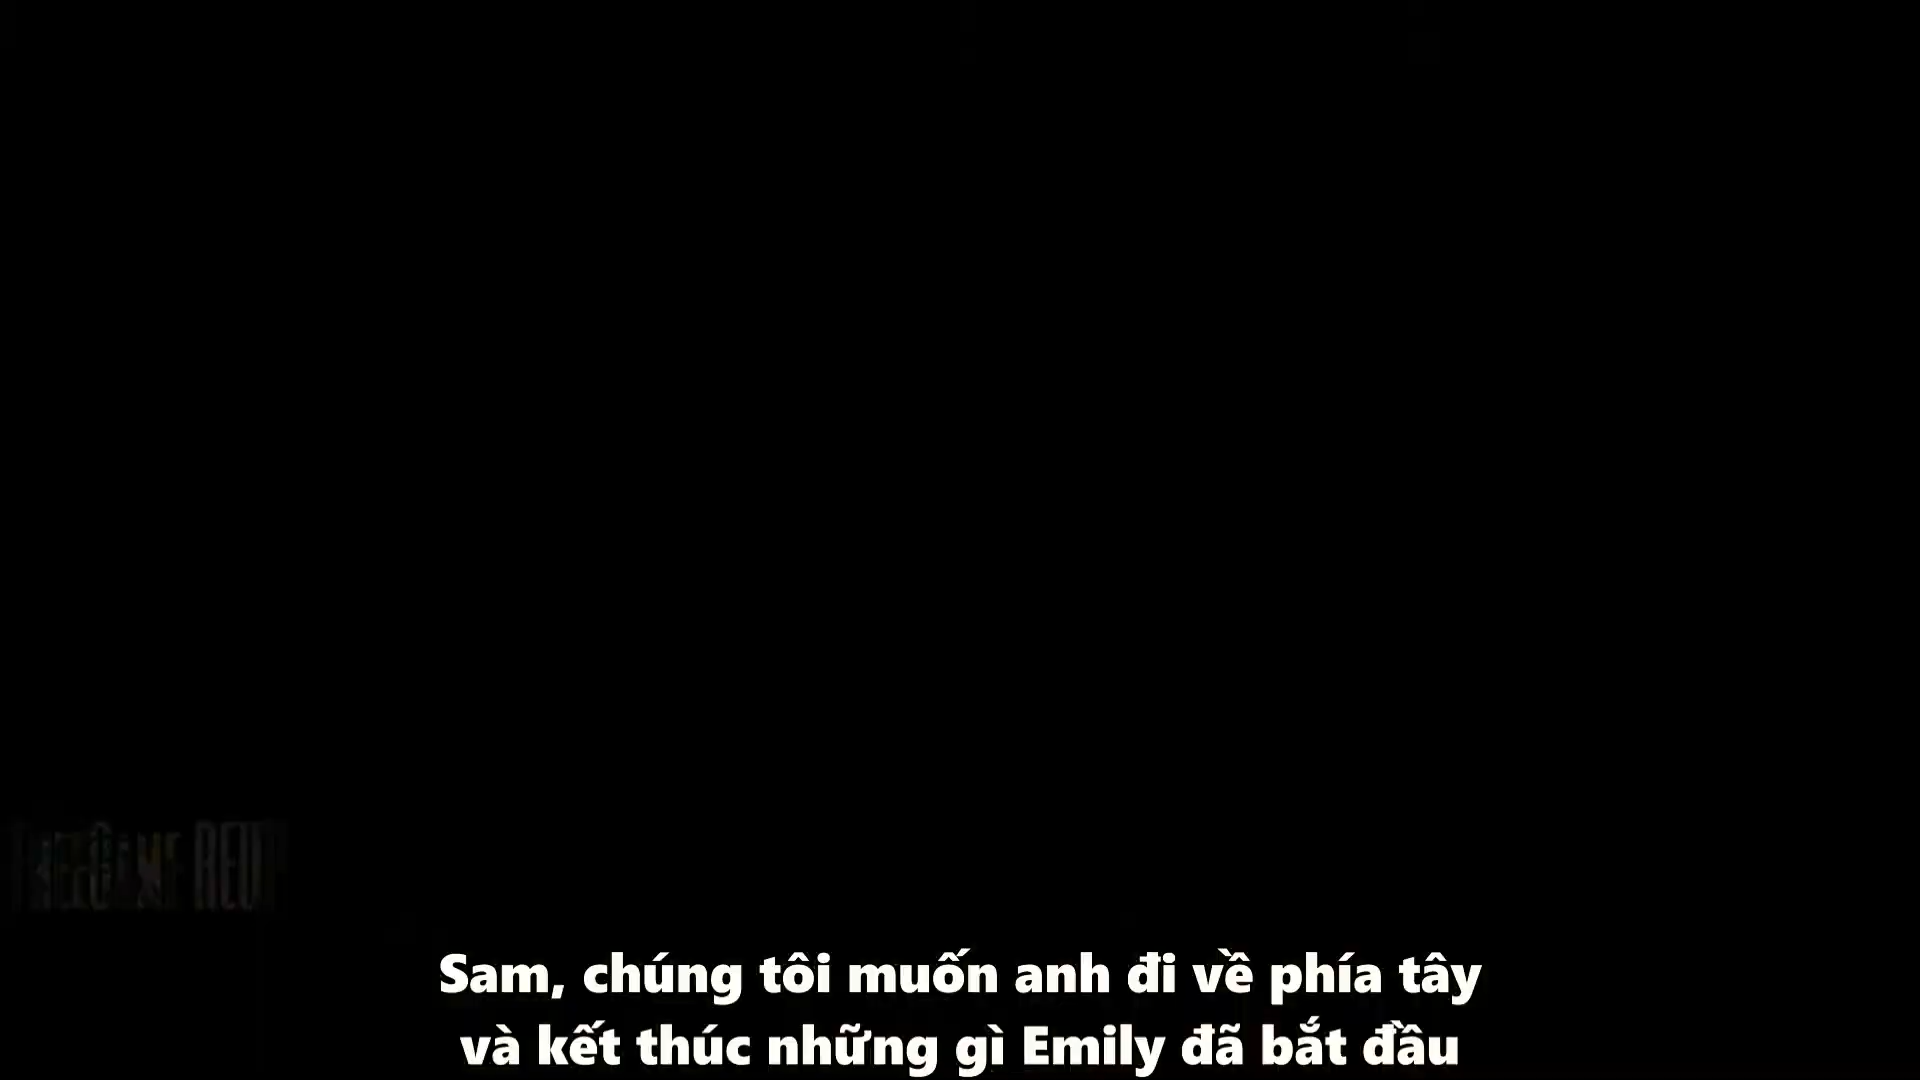 Sam, chúng tôi muốn anh đi về phía tây
và kết thúc những gì Emily đã bắt đầu